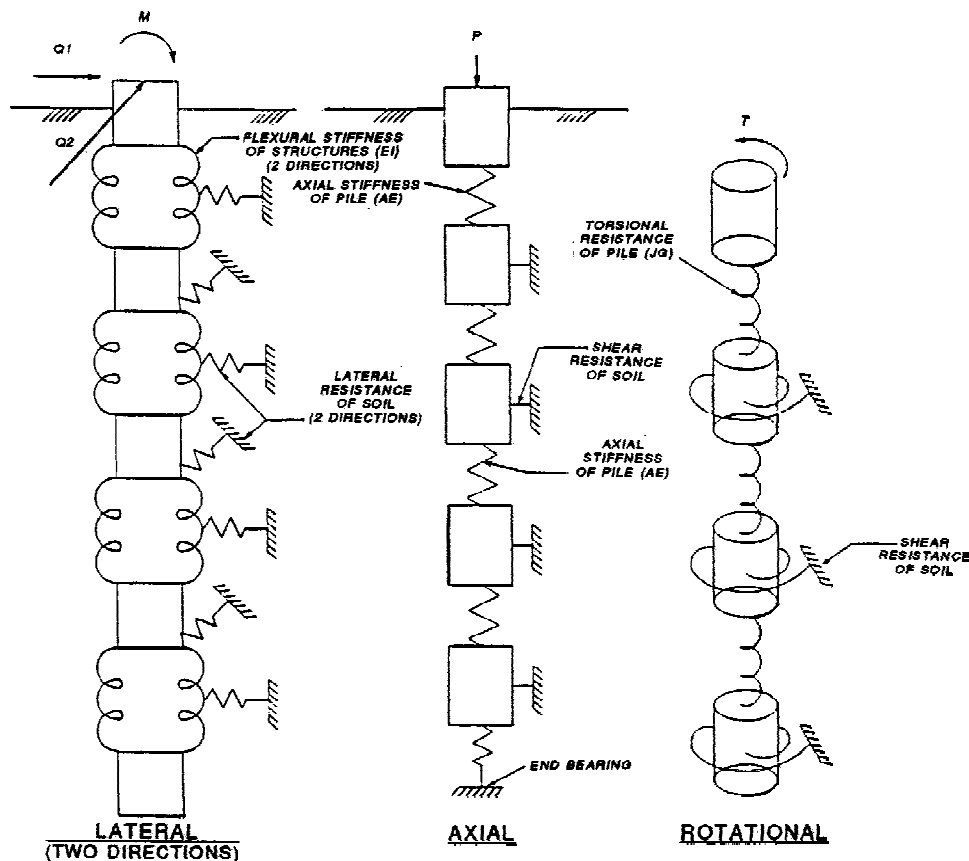 M
Q1
Q2
FLEXURAL STIFFNESS
OF STRUCTURES (EI)
(2 DIRECTIONS)
LATERAL
RESISTANCE
OF SOIL
(2 DIRECTIONS)
LATERAL
(TWO DIRECTIONS)
P
AXIAL STIFFNESS
OF PILE (AE)
SHEAR
RESISTANCE
OF SOIL
AXIAL
STIFFNESS
OF PILE (AE)
END BEARING
AXIAL
T
TORSIONAL
RESISTANCE
OF PILE (JG)
SHEAR
RESISTANCE
OF SOIL
ROTATIONAL